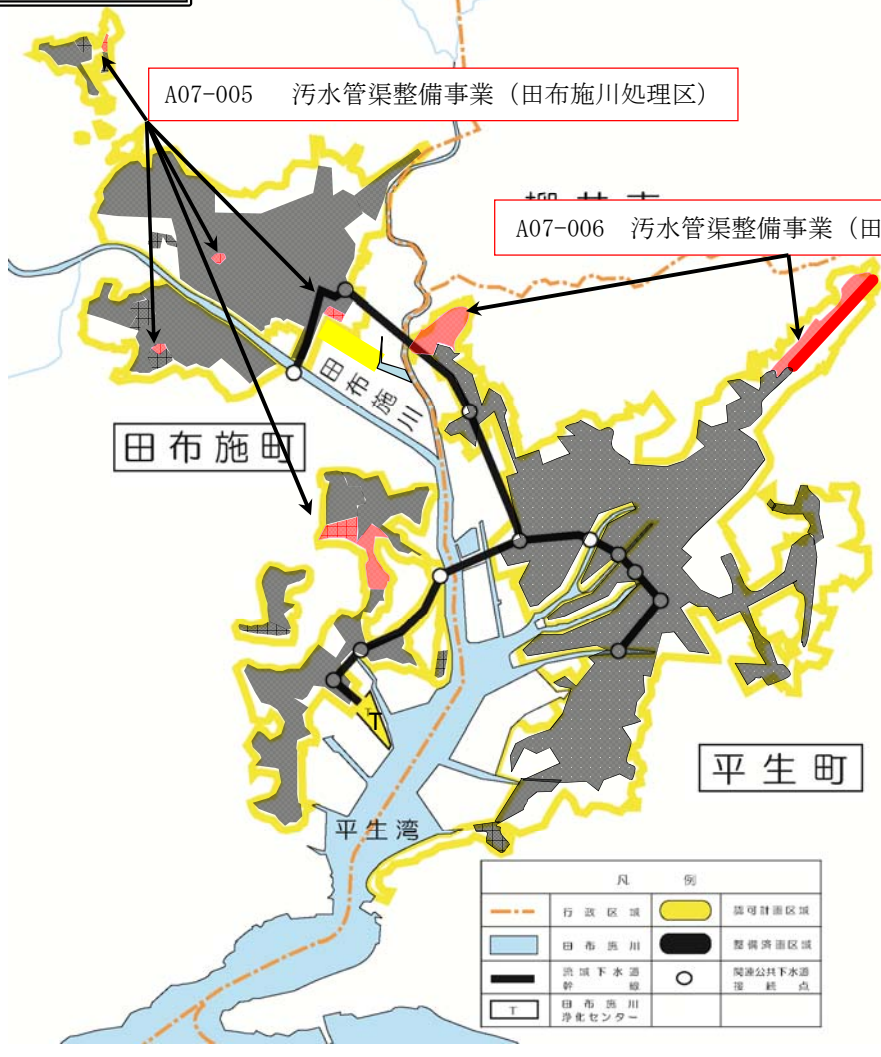 A07-005 汚水管渠整備事業（田布施川処理区）
A07-006 汚水管渠整備事業（田
田布施川
田布施町
T
平生町
平生湾
凡例
行政区域
認可計画区域
田布施川
整備済面区域
流域下水道
幹線
関連公共下水道
接続点
T
田布施川
浄化センター